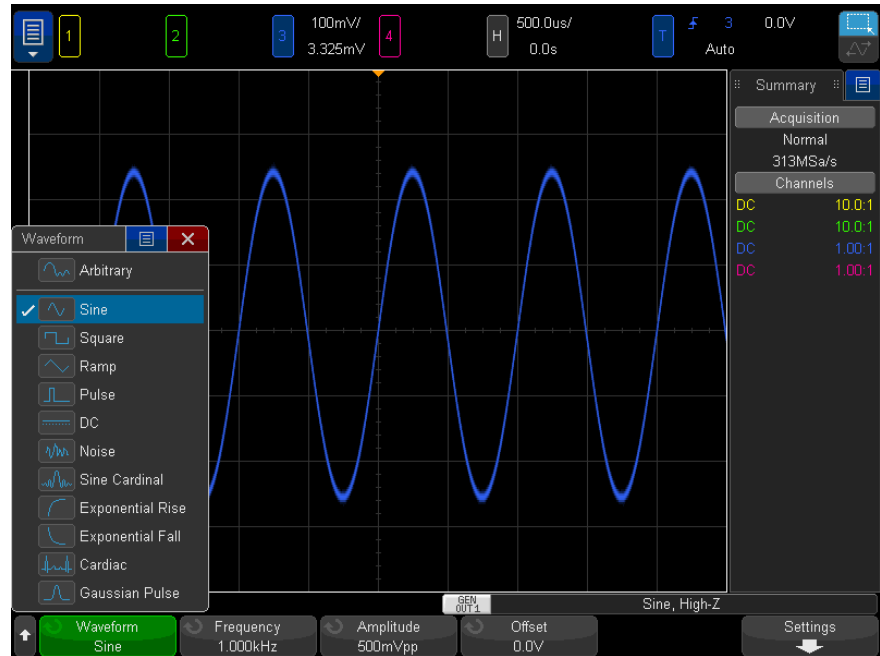 1 2 3 100mV/ 4 H 500.0us/ T 3 0.0V
3.325mV 0.0s Auto
Summary
Acquisition
Normal
313MSa/s
Channels
DC 10.0:1
DC 10.0:1
DC 1.00:1
DC 1.00:1
Waveform
Arbitrary
Sine
Square
Ramp
Pulse
DC
Noise
Sine Cardinal
Exponential Rise
Exponential Fall
Cardiac
Gaussian Pulse
GEN
OUT1
Sine, High-Z
Waveform Frequency Amplitude Offset Settings
Sine 1.000kHz 500mVpp 0.0V